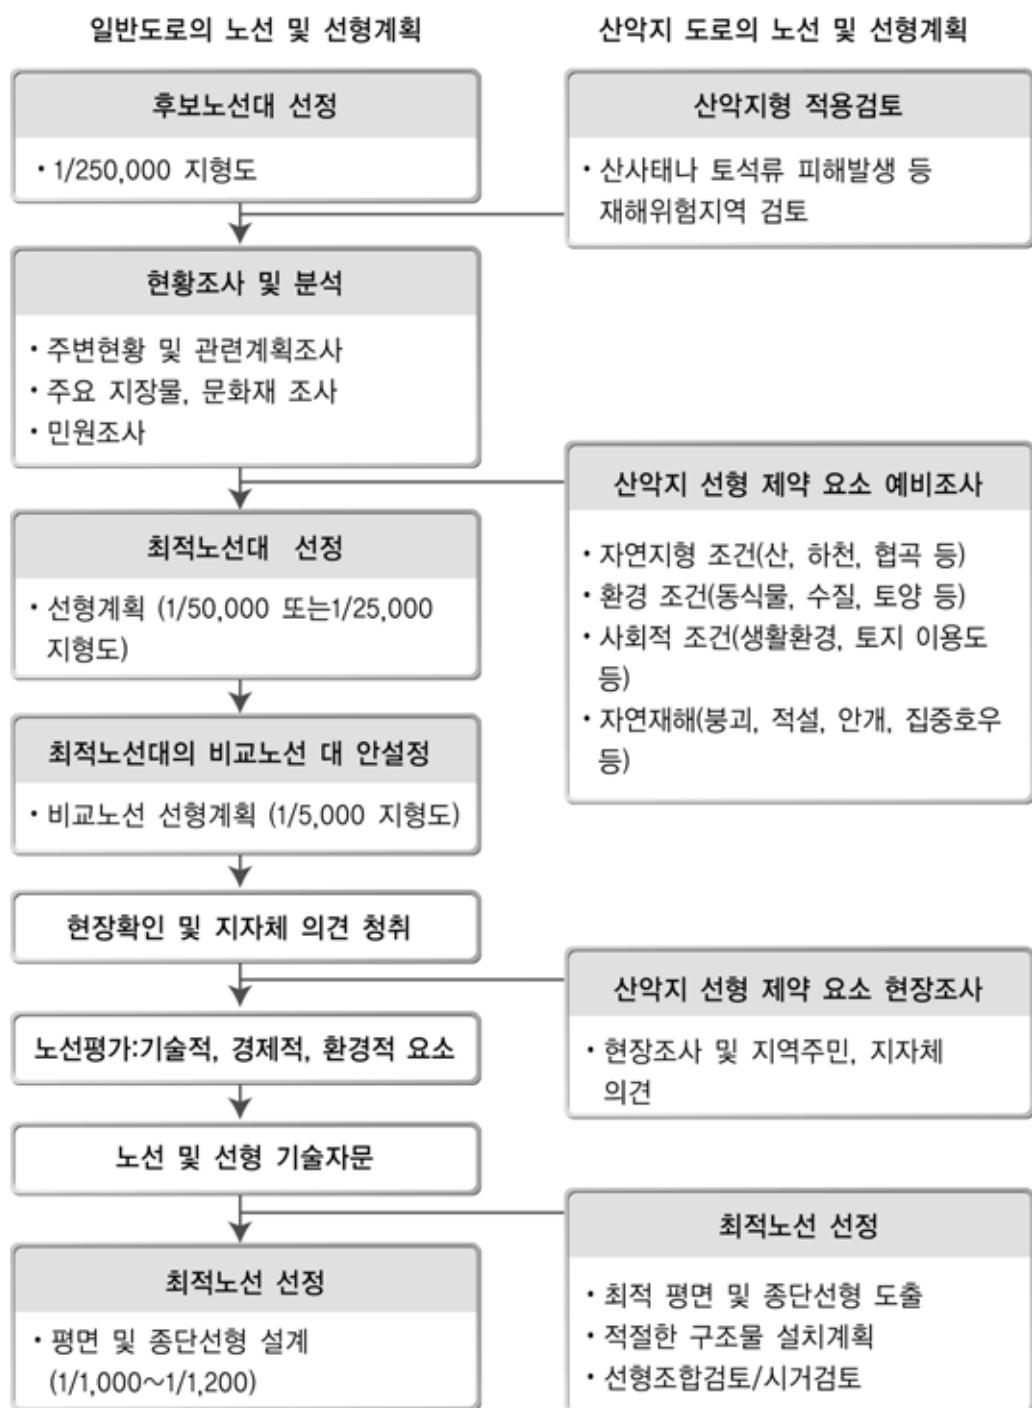 일반도로의 노선 및 선형계획
후보노선대 선정
• 1/250,000 지형도
현황조사 및 분석
• 주변현황 및 관련계획조사
• 주요 지장물, 문화재 조사
• 민원조사
최적노선대 선정
• 선형계획 (1/50,000 또는1/25,000
지형도)
최적노선대의 비교노선 대 안설정
• 비교노선 선형계획 (1/5,000 지형도)
현장확인 및 지자체 의견 청취
노선평가:기술적, 경제적, 환경적 요소
노선 및 선형 기술자문
최적노선 선정
• 평면 및 종단선형 설계
(1/1,000～1/1,200)
산악지 도로의 노선 및 선형계획
산악지형 적용검토
• 산사태나 토석류 피해발생 등
재해위험지역 검토
산악지 선형 제약 요소 예비조사
• 자연지형 조건(산, 하천, 협곡 등)
• 환경 조건(동식물, 수질, 토양 등)
• 사회적 조건(생활환경, 토지 이용도
등)
• 자연재해(붕괴, 적설, 안개, 집중호우
등)
산악지 선형 제약 요소 현장조사
• 현장조사 및 지역주민, 지자체
의견
최적노선 선정
• 최적 평면 및 종단선형 도출
• 적절한 구조물 설치계획
• 선형조합검토/시거검토